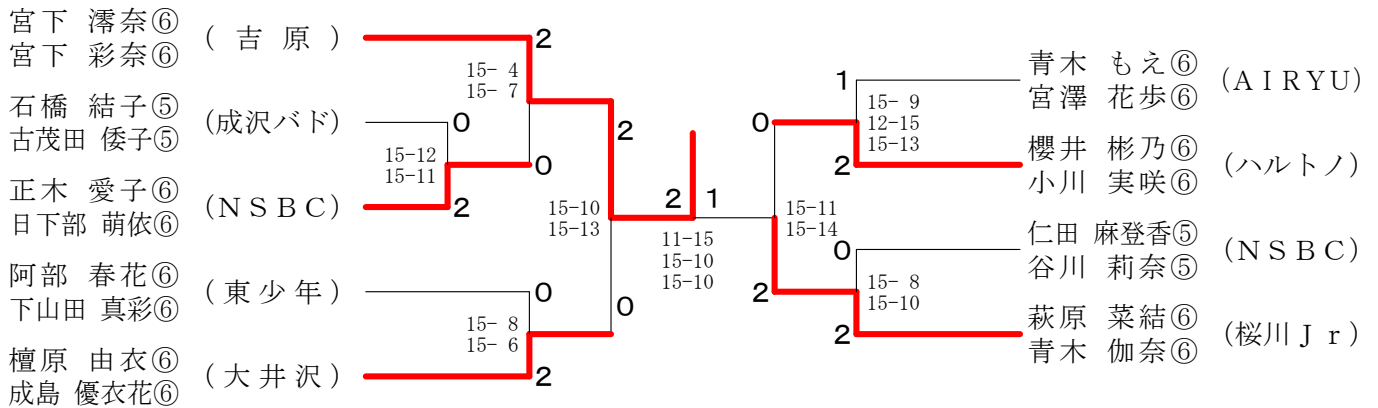 宮下 澪奈⑥
宮下 彩奈⑥
(吉原)
石橋 結子⑤
古茂田 倭子⑤
(成沢バド)
正木 愛子⑥
日下部 萌依⑥
(NSBC)
阿部 春花⑥
下山田 真彩⑥
(東少年)
檀原 由衣⑥
成島 優衣花⑥
(大井沢)
2
15- 4
15- 7
0
0
15-12
15-11
2
2
15-10
15-13
0
0
15- 8
15- 6
2
2
1
11-15
15-10
15-10
0
15-11
15-14
2
1
15- 9
12-15
15-13
2
0
15- 8
15-10
2
青木 もえ⑥
宮澤 花歩⑥
(AIRYU)
櫻井 彬乃⑥
小川 実咲⑥
(ハルトノ)
仁田 麻登香⑤
谷川 莉奈⑤
(NSBC)
萩原 菜結⑥
青木 伽奈⑥
(桜川Jr)